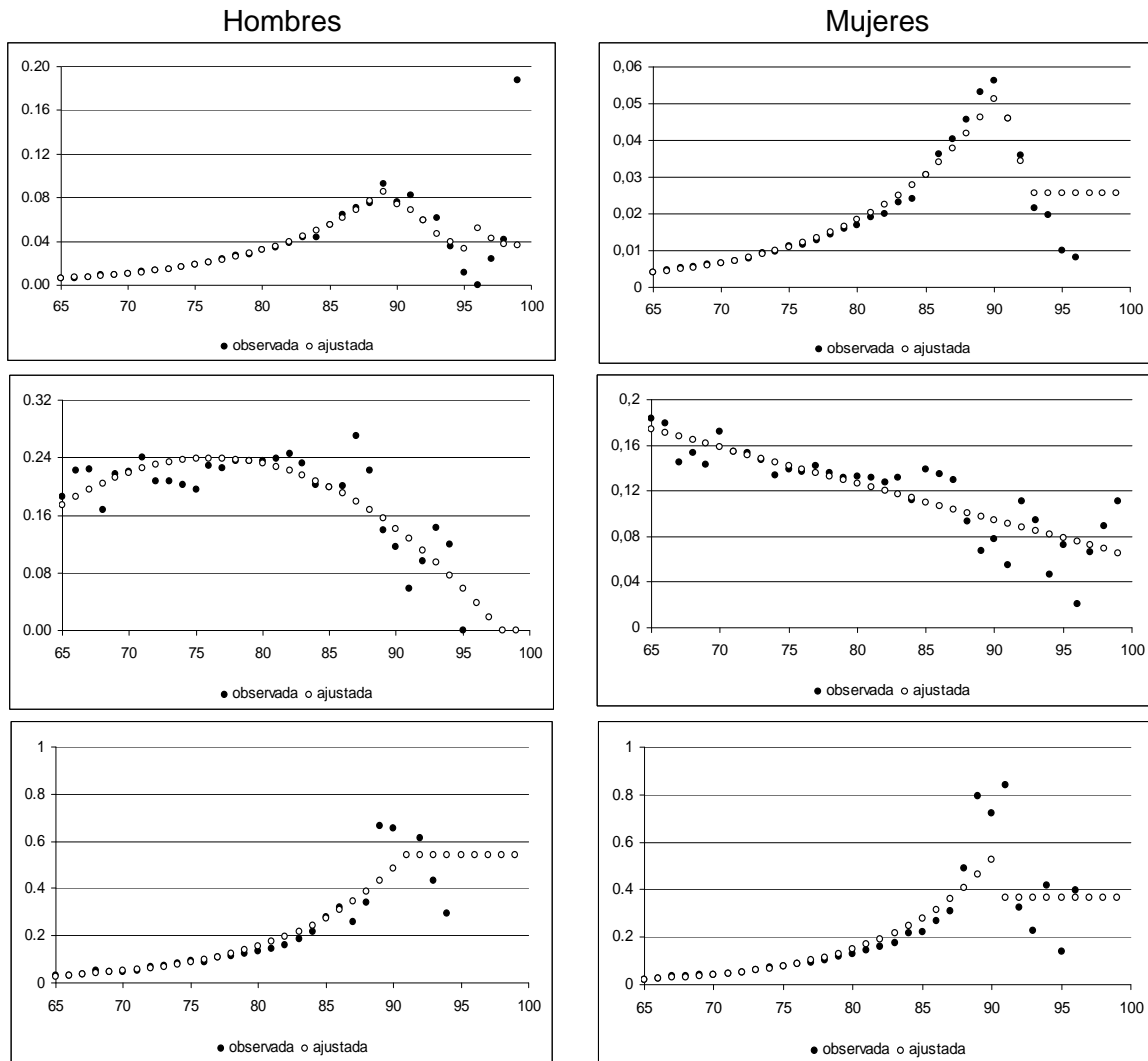 Hombres Mujeres
0.20
0.16
0.12
0.08
0.04
0.00
65 70 75 80 85 90 95 100
observada ajustada
0,06
0,05
0,04
0,03
0,02
0,01
0
65 70 75 80 85 90 95 100
observada ajustada
0.32
0.24
0.16
0.08
0.00
65 70 75 80 85 90 95 100
observada ajustada
0,2
0,16
0,12
0,08
0,04
0
65 70 75 80 85 90 95 100
observada ajustada
1
0.8
0.6
0.4
0.2
0
65 70 75 80 85 90 95 100
observada ajustada
1
0,8
0,6
0,4
0,2
0
65 70 75 80 85 90 95 100
observada ajustada